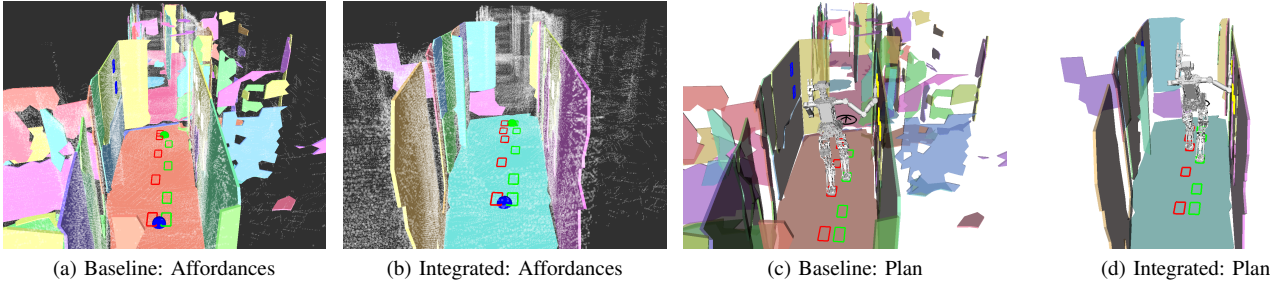 (a) Baseline: Affordances
(b) Integrated: Affordances
(c) Baseline: Plan
(d) Integrated: Plan